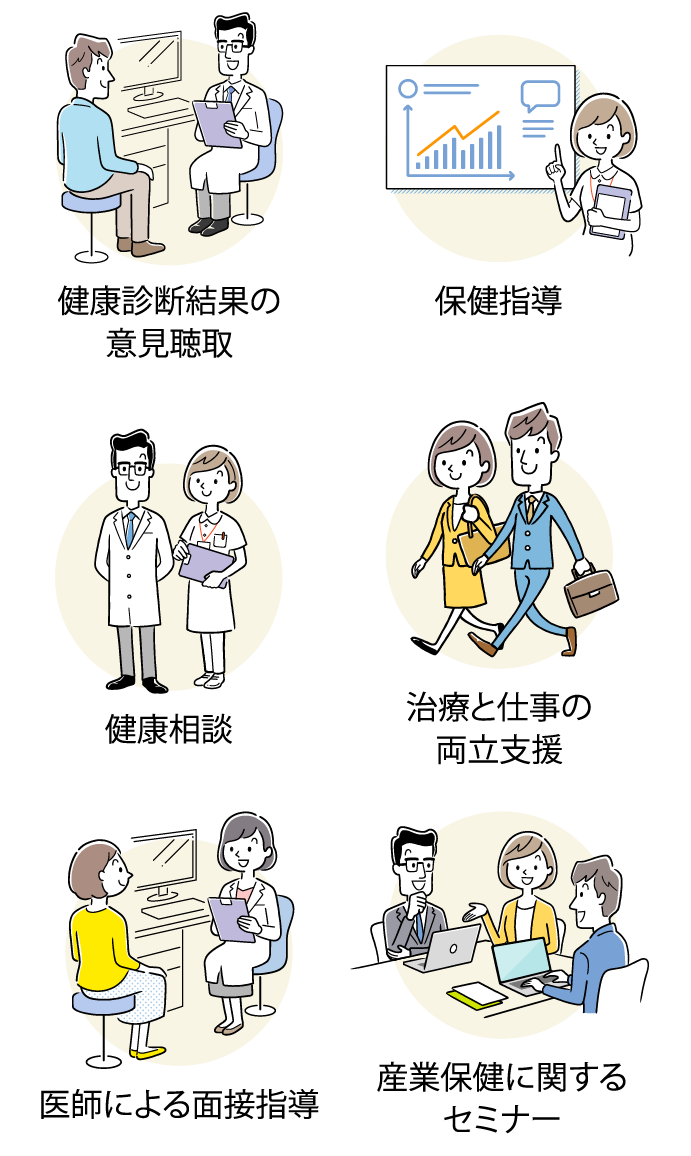 健康診断結果の
意見聴取
保健指導
健康相談
治療と仕事の
両立支援
医師による面接指導
産業保健に関する
セミナー